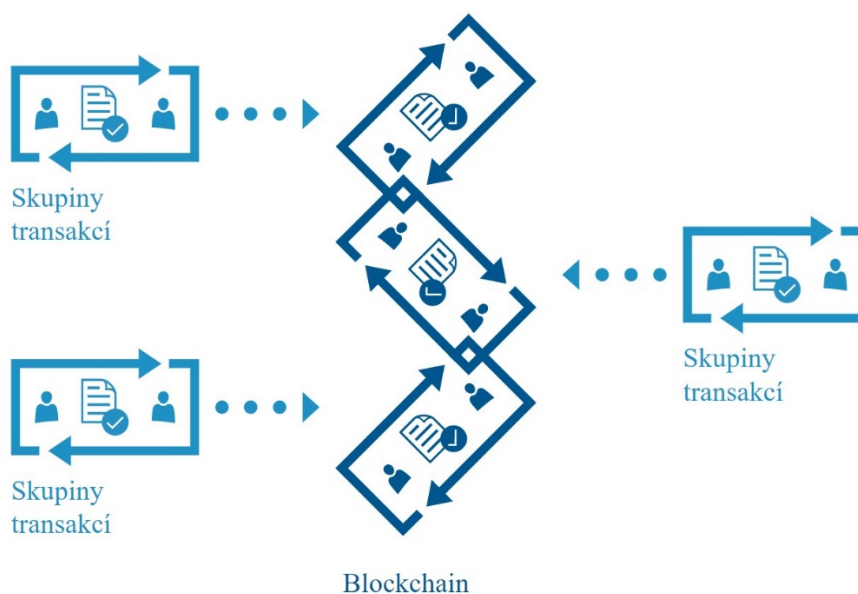 Skupiny
transakcí
Skupiny
transakcí
Skupiny
transakcí
Blockchain